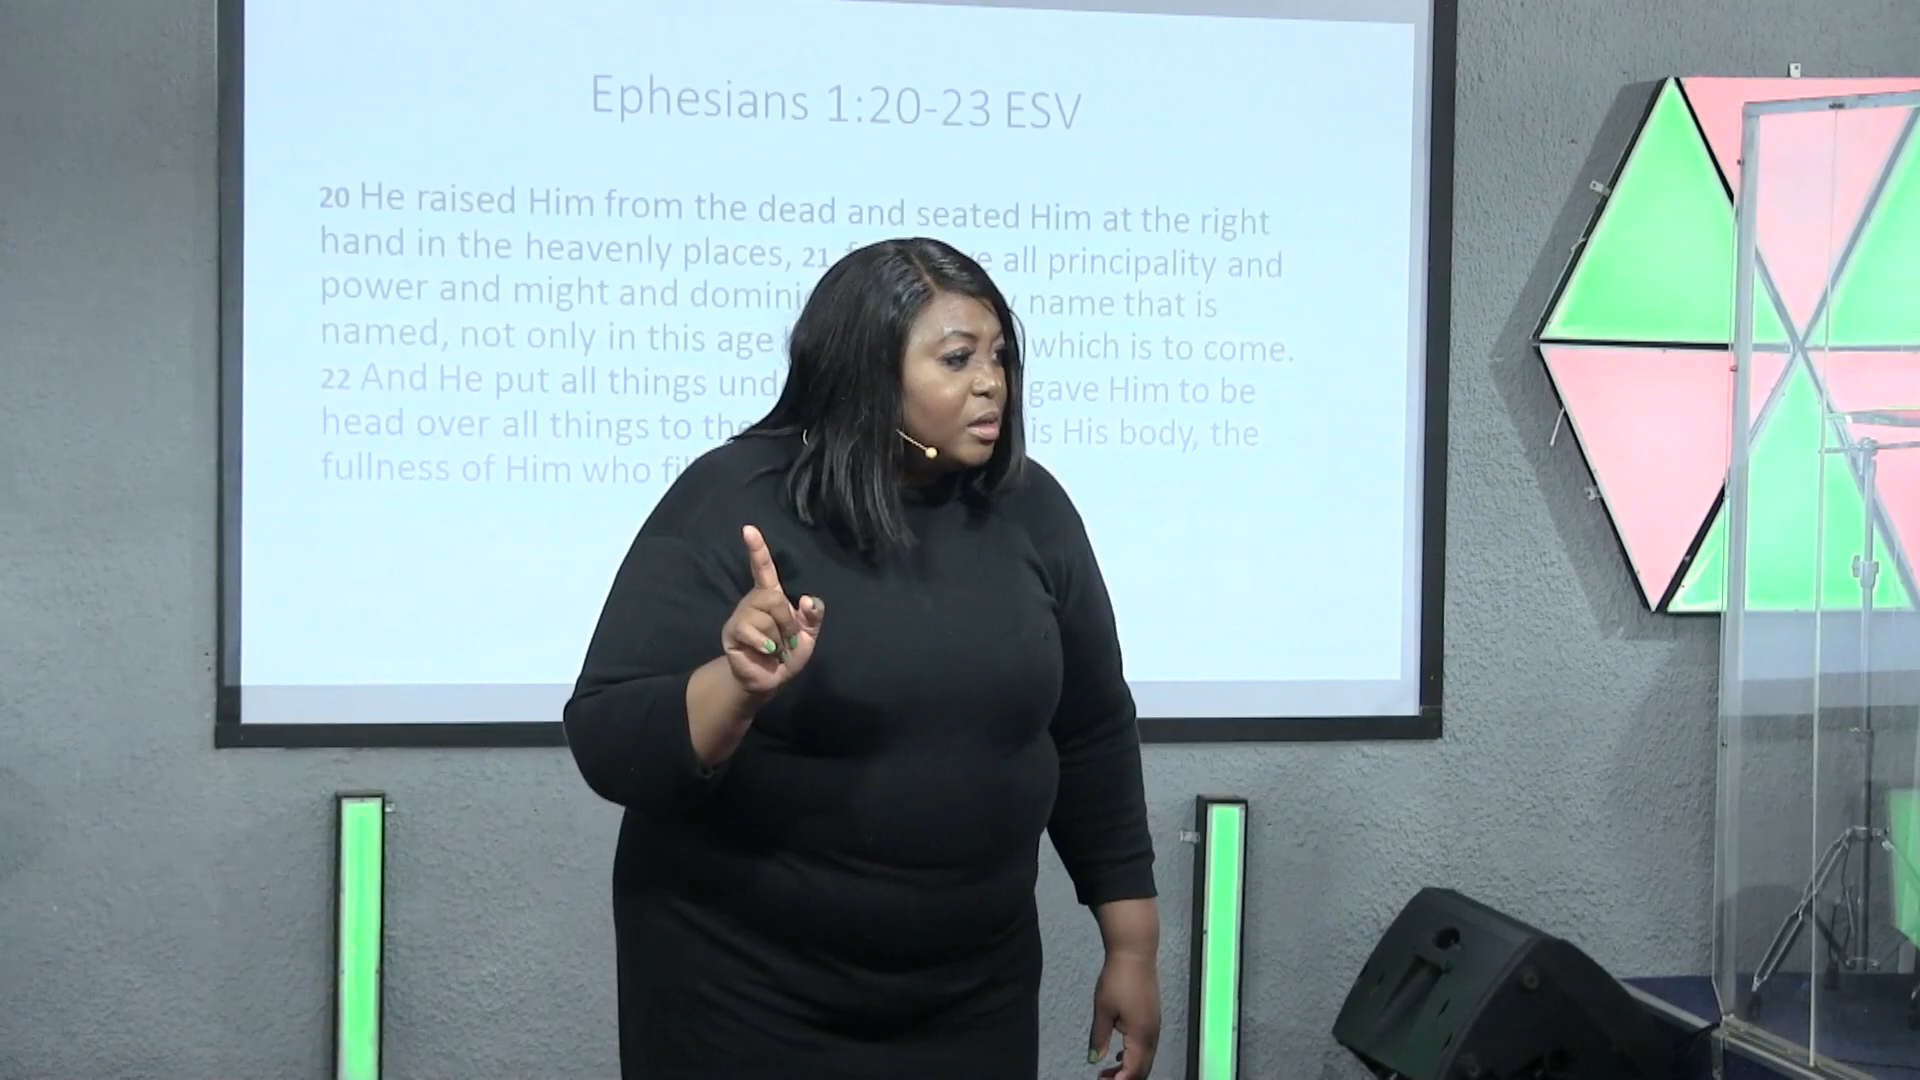 Ephesians 1:20-23 ESV
20 He raised Him from the dead and seated Him at the right
hand in the heavenly places, 21 all principality and
power and might and name that is
named, not only in this age which is to come.
22 And He put all things gave Him to be
head over all things to the is His body, the
fullness of Him who